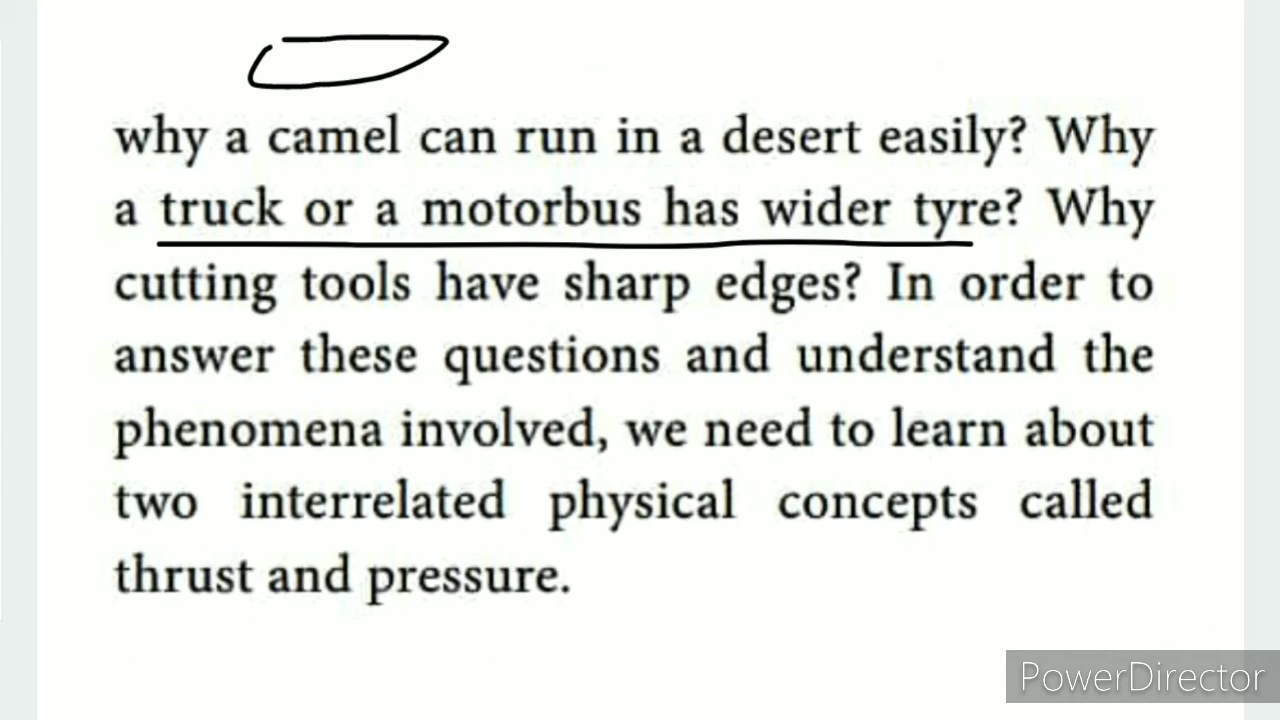 why a camel can run in a desert easily? Why
a truck or a motorbus has wider tyre? Why
cutting tools have sharp edges? In order to
answer these questions and understand the
phenomena involved, we need to learn about
two interrelated physical concepts called
thrust and pressure.
PowerDirector